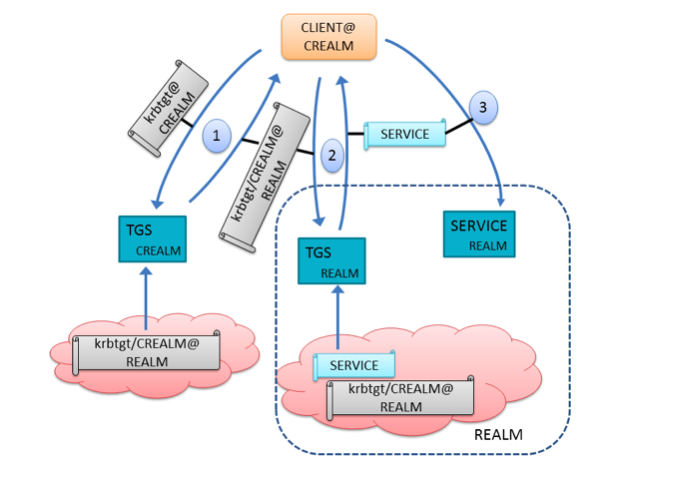 CLIENT@
CREALM
krbtgt@
CREALM
1
krbtgt/CREALM@
REALM
2
SERVICE
3
TGS
CREALM
TGS
REALM
SERVICE
REALM
krbtgt/CREALM@
REALM
SERVICE
krbtgt/CREALM@
REALM
REALM